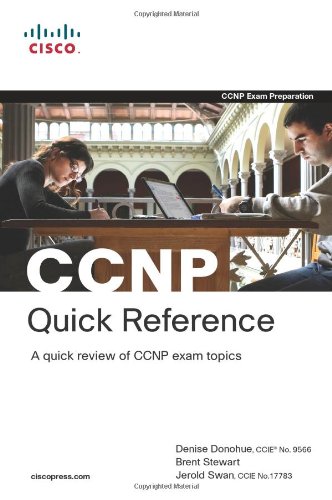 CISCO.
CCNP Exam Preparation
CCNP
Quick Reference
A quick review of CCNP exam topics
Denise Donohue, CCIE® No. 9566
Brent Stewart
Jerold Swan, CCIE No.17783
ciscopress.com